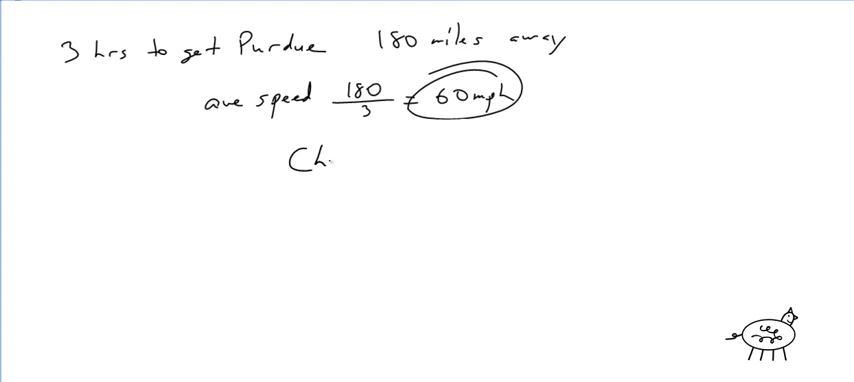 3 hrs to get Purdue 180 miles away
ave speed 180/3 = 60mph
Ch